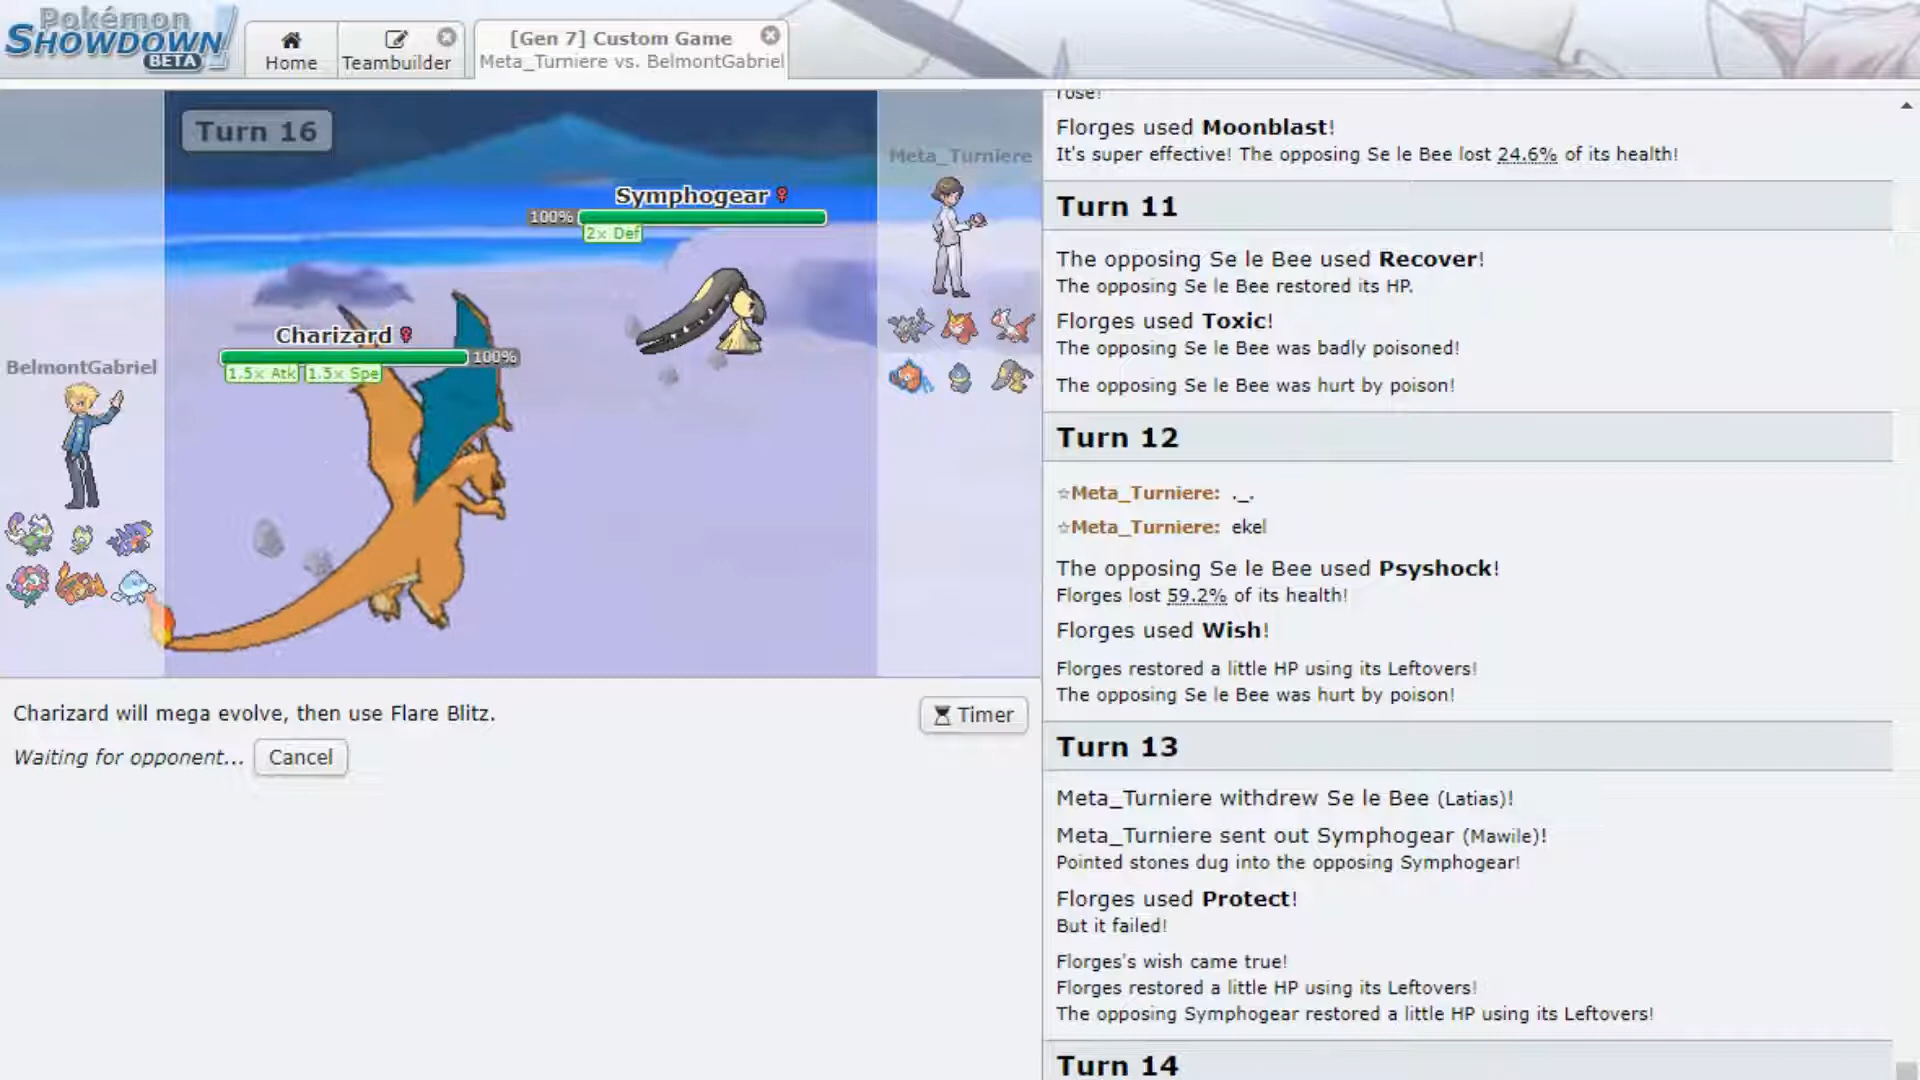 Pokémon
SHOWDOWN!
BETA
Home
Teambuilder
[Gen 7] Custom Game
Meta_Turniere vs. BelmontGabriel
Turn 16
Meta_Turniere
Symphogear ♀
100%
2× Def
Charizard ♀
100%
1.5× Atk 1.5× Spe
BelmontGabriel
Charizard will mega evolve, then use Flare Blitz.
Timer
Waiting for opponent...
Cancel
rose!
Florges used Moonblast!
It's super effective! The opposing Se le Bee lost 24.6% of its health!
Turn 11
The opposing Se le Bee used Recover!
The opposing Se le Bee restored its HP.
Florges used Toxic!
The opposing Se le Bee was badly poisoned!
The opposing Se le Bee was hurt by poison!
Turn 12
☆Meta_Turniere: ._.
☆Meta_Turniere: ekel
The opposing Se le Bee used Psyshock!
Florges lost 59.2% of its health!
Florges used Wish!
Florges restored a little HP using its Leftovers!
The opposing Se le Bee was hurt by poison!
Turn 13
Meta_Turniere withdrew Se le Bee (Latias)!
Meta_Turniere sent out Symphogear (Mawile)!
Pointed stones dug into the opposing Symphogear!
Florges used Protect!
But it failed!
Florges's wish came true!
Florges restored a little HP using its Leftovers!
The opposing Symphogear restored a little HP using its Leftovers!
Turn 14